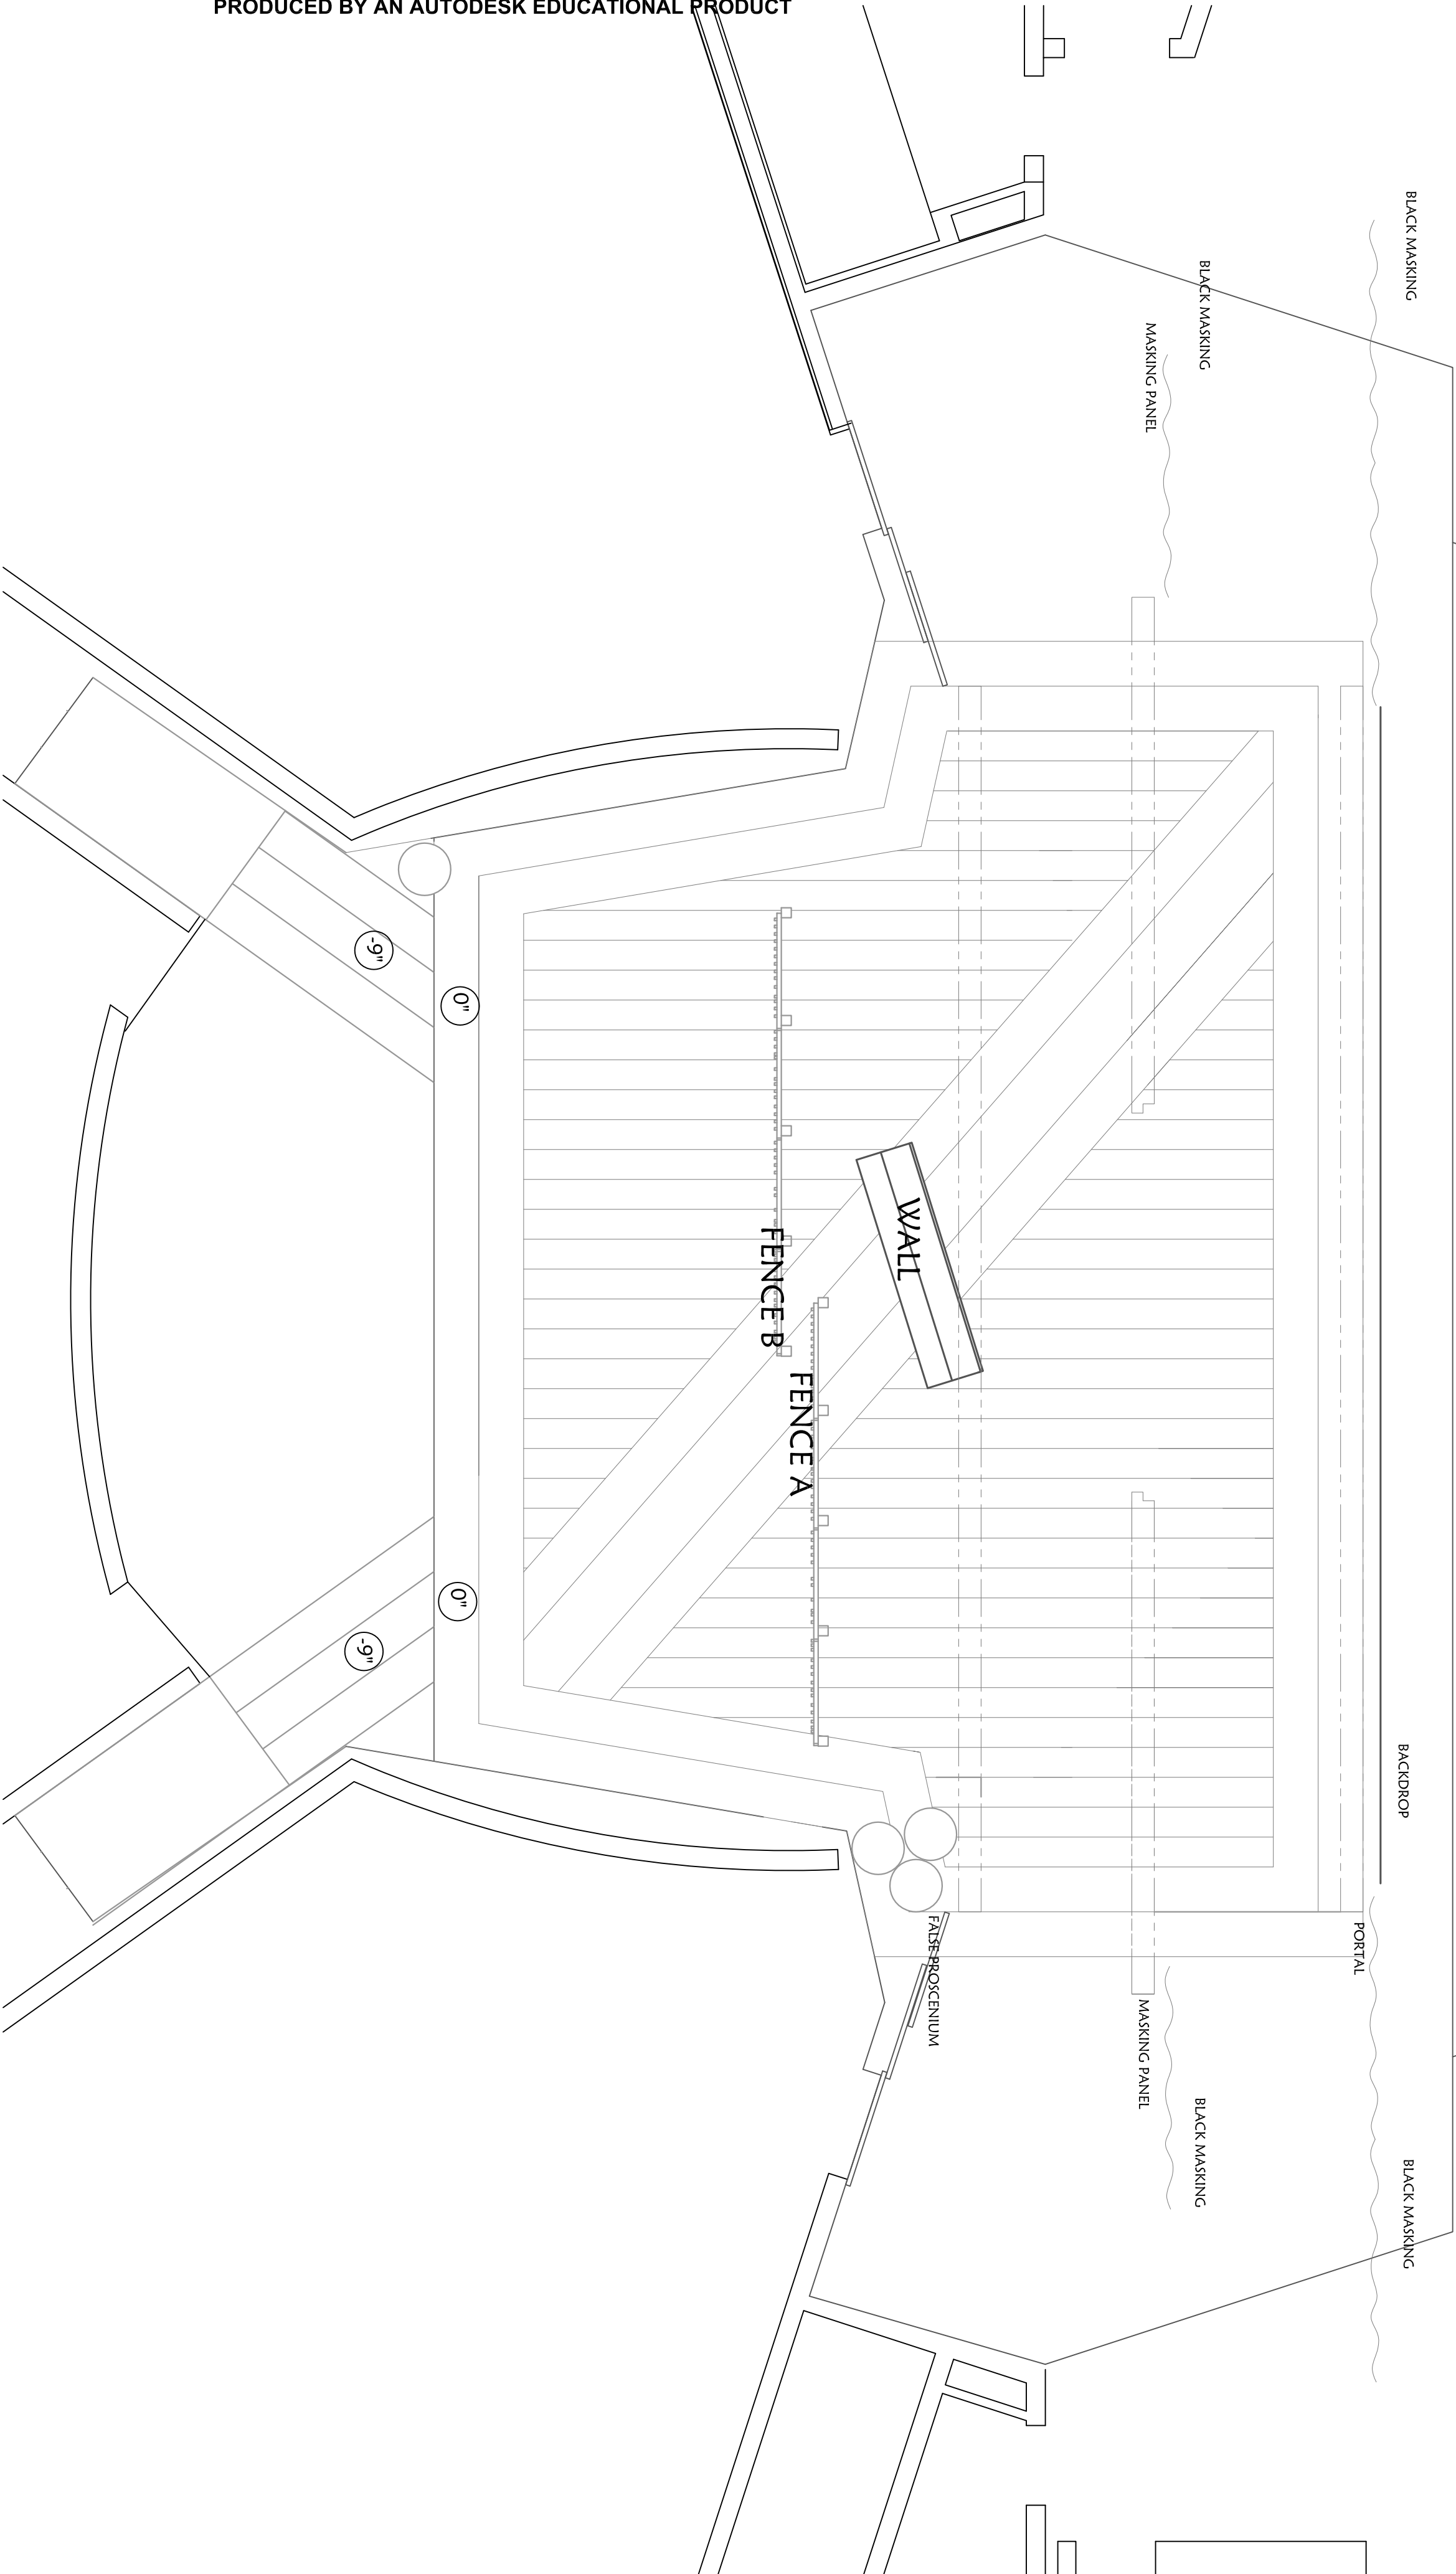 PRODUCED BY AN AUTODESK EDUCATIONAL PRODUCT
BLACK MASKING
BLACK MASKING
MASKING PANEL
-9"
0"
WALL
FENCE B
FENCE A
0"
-9"
BACKDROP
FALSE PROSCENIUM
PORTAL
MASKING PANEL
BLACK MASKING
BLACK MASKING